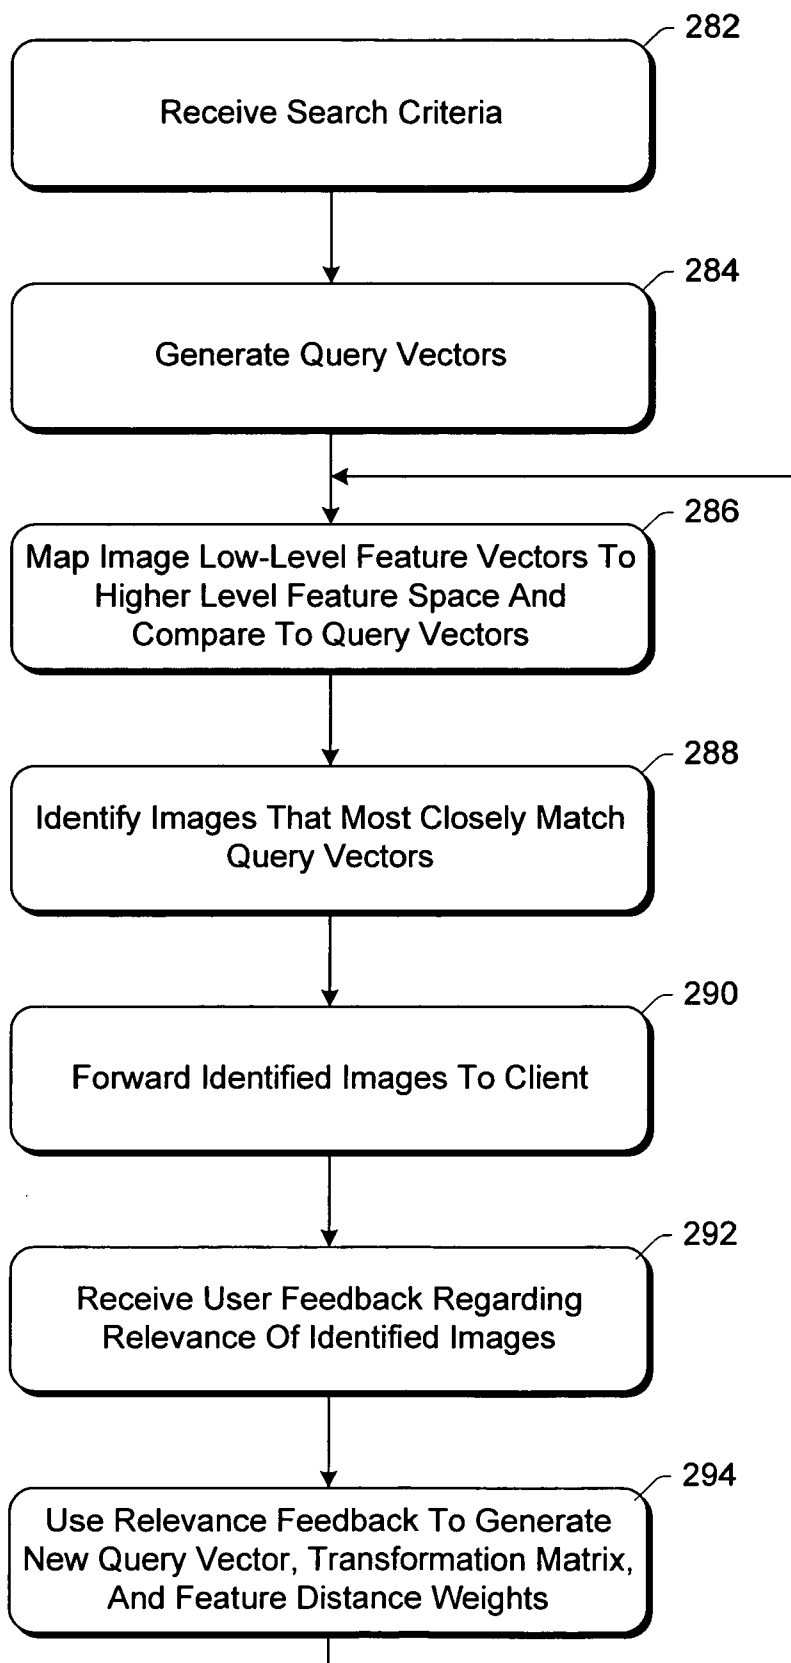 282
Receive Search Criteria
284
Generate Query Vectors
286
Map Image Low-Level Feature Vectors To
Higher Level Feature Space And
Compare To Query Vectors
288
Identify Images That Most Closely Match
Query Vectors
290
Forward Identified Images To Client
292
Receive User Feedback Regarding
Relevance Of Identified Images
294
Use Relevance Feedback To Generate
New Query Vector, Transformation Matrix,
And Feature Distance Weights